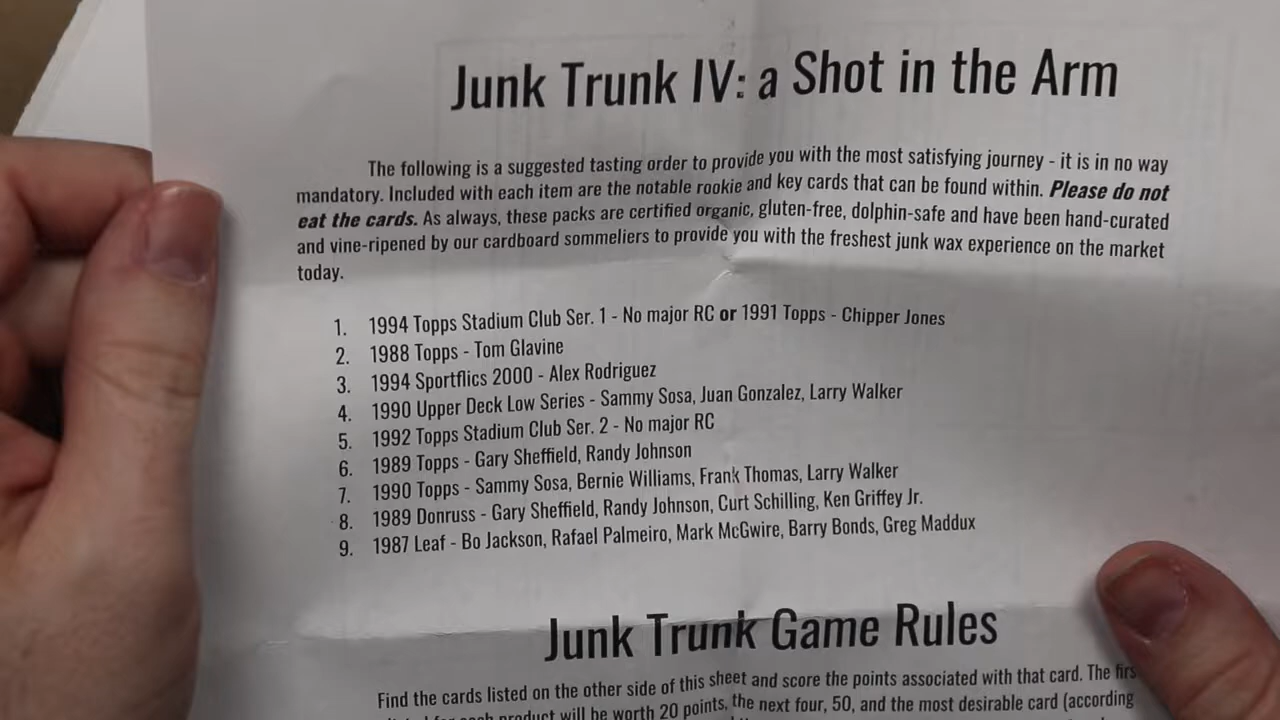 Junk Trunk IV: a Shot in the Arm
The following is a suggested tasting order to provide you with the most satisfying journey - it is in no way
mandatory. Included with each item are the notable rookie and key cards that can be found within. Please do not
eat the cards. As always, these packs are certified organic, gluten-free, dolphin-safe and have been hand-curated
and vine-ripened by our cardboard sommeliers to provide you with the freshest junk wax experience on the market
today.
1. 1994 Topps Stadium Club Ser. 1 - No major RC or 1991 Topps - Chipper Jones
2. 1988 Topps - Tom Glavine
3. 1994 Sportflics 2000 - Alex Rodriguez
4. 1990 Upper Deck Low Series - Sammy Sosa, Juan Gonzalez, Larry Walker
5. 1992 Topps Stadium Club Ser. 2 - No major RC
6. 1989 Topps - Gary Sheffield, Randy Johnson
7. 1990 Topps - Sammy Sosa, Bernie Williams, Frank Thomas, Larry Walker
8. 1989 Donruss - Gary Sheffield, Randy Johnson, Curt Schilling, Ken Griffey Jr.
9. 1987 Leaf - Bo Jackson, Rafael Palmeiro, Mark McGwire, Barry Bonds, Greg Maddux
Junk Trunk Game Rules
Find the cards listed on the other side of this sheet and score the points associated with that card. The
product will be worth 20 points, the next four, 50, and the most desirable card (according